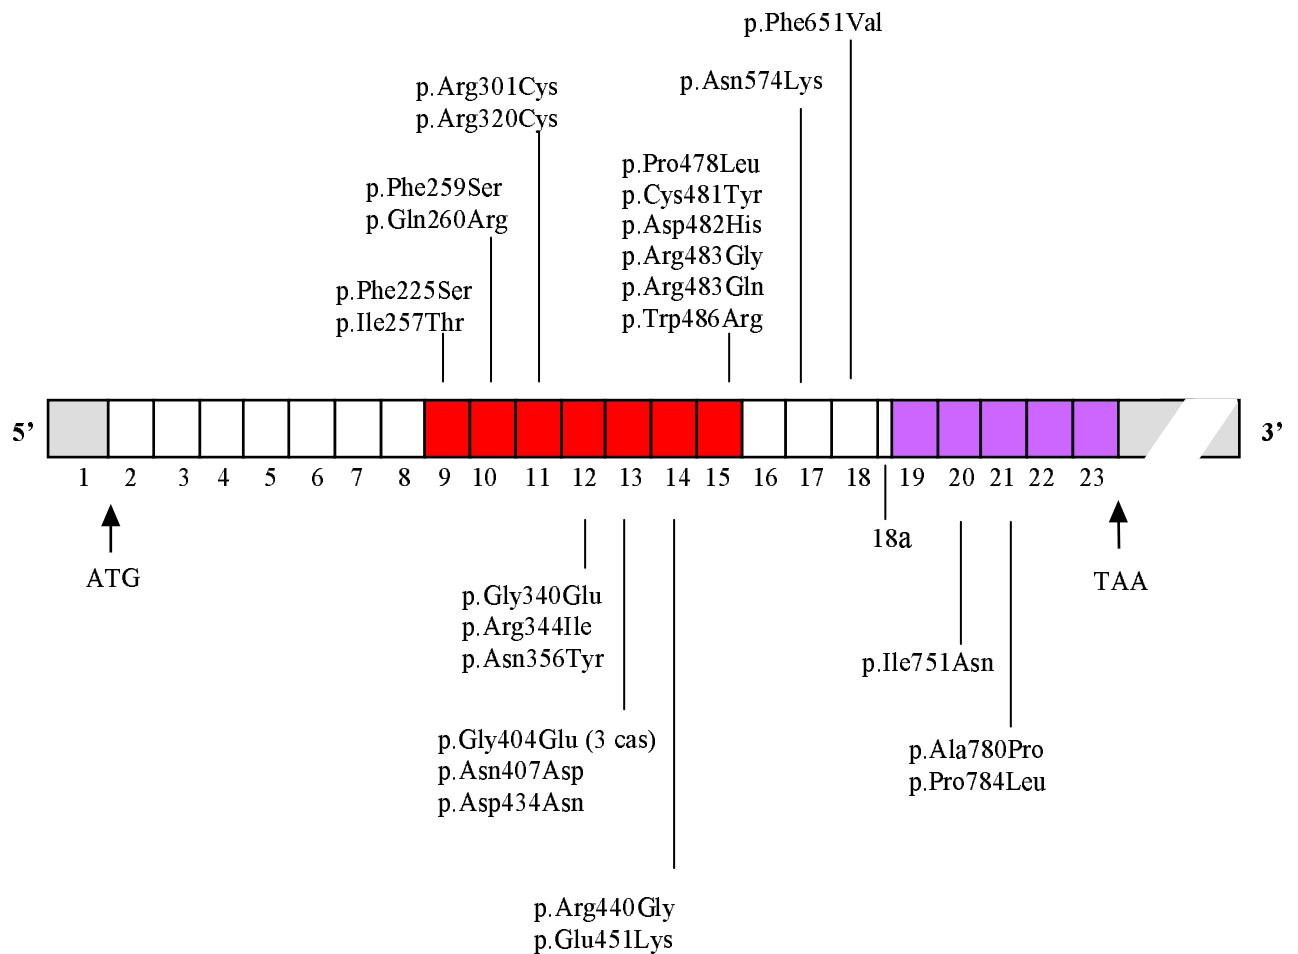 p.Phe651Val
p.Asn574Lys
p.Arg301Cys
p.Arg320Cys
p.Pro478Leu
p.Cys481Tyr
p.Asp482His
p.Arg483Gly
p.Arg483Gln
p.Trp486Arg
p.Phe259Ser
p.Gln260Arg
p.Phe225Ser
p.Ile257Thr
5’ 3’
1 2 3 4 5 6 7 8 9 10 11 12 13 14 15 16 17 18 19 20 21 22 23
18a
ATG
TAA
p.Gly340Glu
p.Arg344Ile
p.Asn356Tyr
p.Ile751Asn
p.Gly404Glu (3 cas)
p.Asn407Asp
p.Asp434Asn
p.Ala780Pro
p.Pro784Leu
p.Arg440Gly
p.Glu451Lys